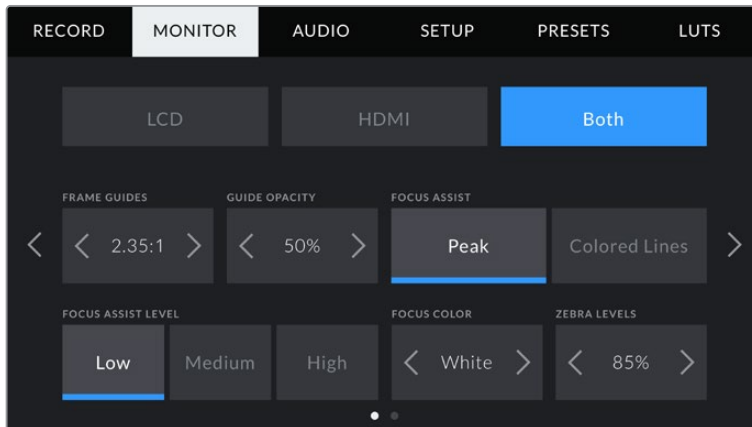 RECORD MONITOR AUDIO SETUP PRESETS LUTS
LCD HDMI Both
FRAME GUIDES GUIDE OPACITY FOCUS ASSIST
2.35:1 50% Peak Colored Lines
FOCUS ASSIST LEVEL FOCUS COLOR ZEBRA LEVELS
Low Medium High White 85%